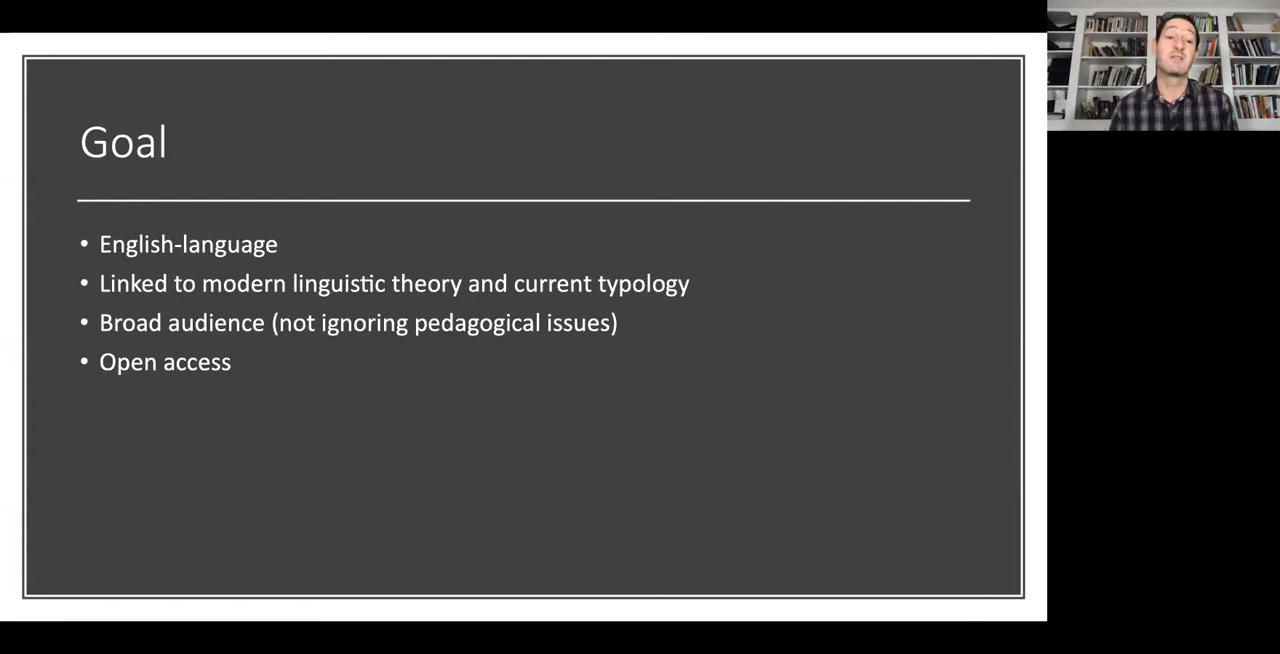 Goal
• English-language
• Linked to modern linguistic theory and current typology
• Broad audience (not ignoring pedagogical issues)
• Open access